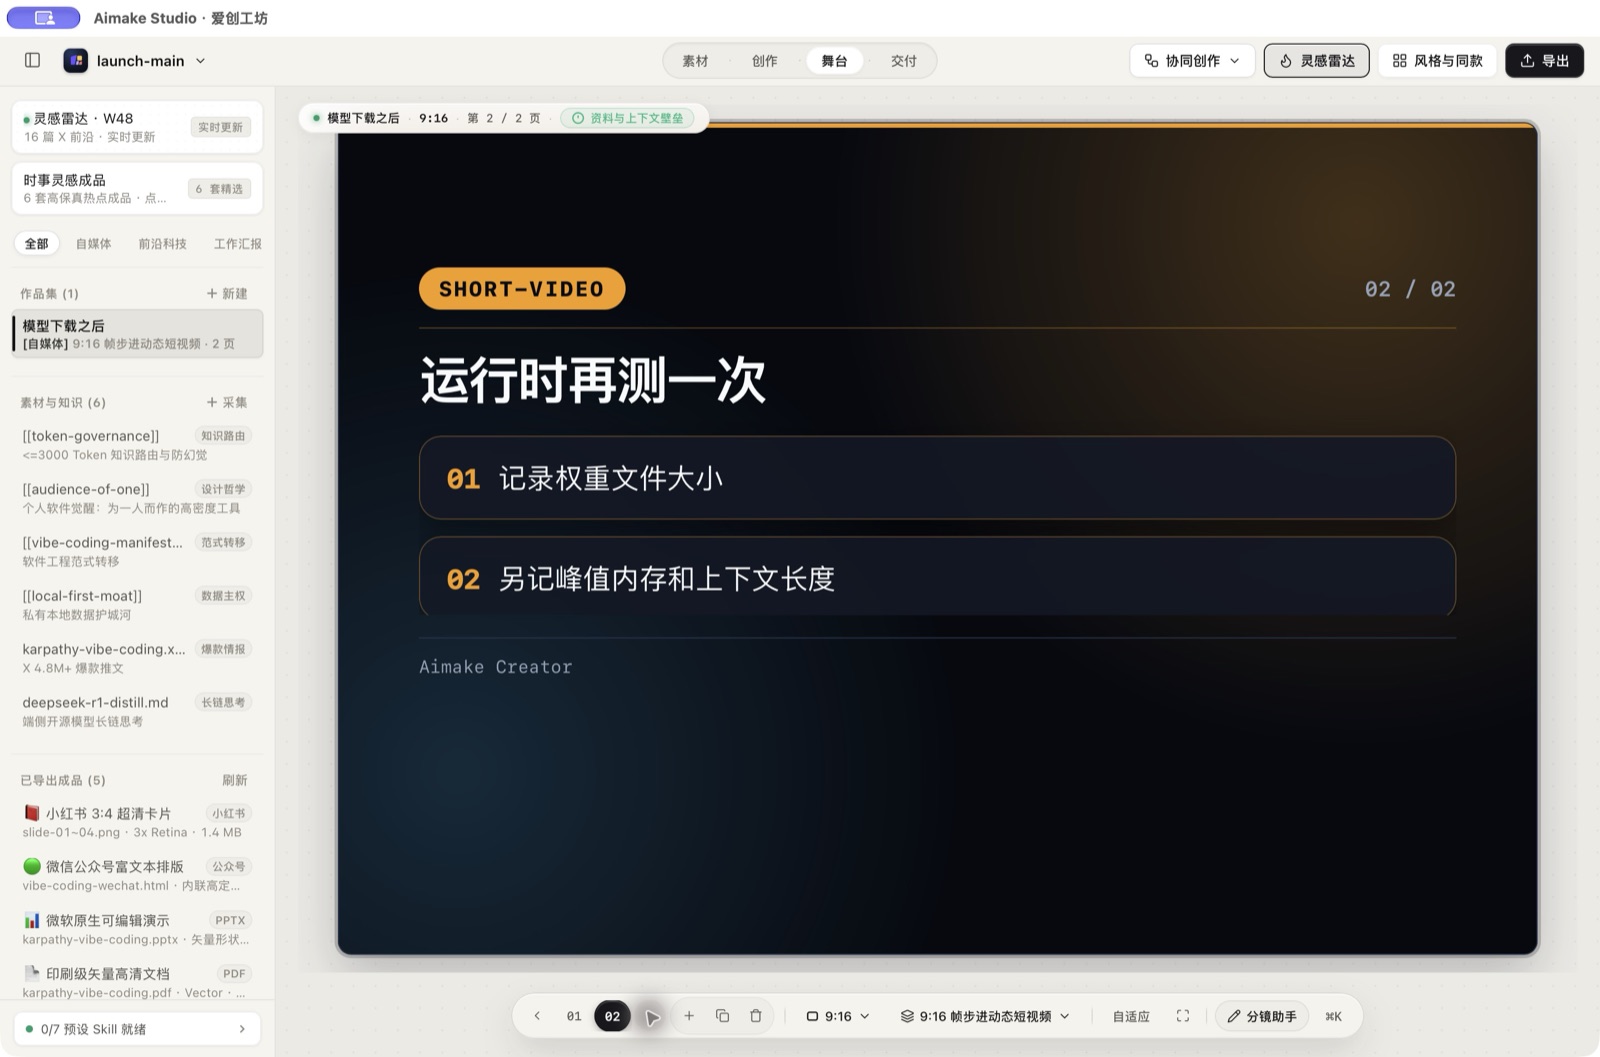 Aimake Studio · 爱创工坊
launch-main
素材 · 创作 · 舞台 · 交付
协同创作
灵感雷达
风格与同款
导出
灵感雷达 · W48
16 篇 X 前沿 · 实时更新
实时更新
时事灵感成品
6 套高保真热点成品 · 点...
6 套精选
全部 自媒体 前沿科技 工作汇报
作品集 (1)
+ 新建
模型下载之后
[自媒体] 9:16 帧步进动态短视频 · 2 页
素材与知识 (6)
+ 采集
[[token-governance]]
知识路由
<=3000 Token 知识路由与防幻觉
[[audience-of-one]]
设计哲学
个人软件觉醒：为一人而作的高密度工具
[[vibe-coding-manifest...
范式转移
软件工程范式转移
[[local-first-moat]]
数据主权
私有本地数据护城河
karpathy-vibe-coding.x...
爆款情报
X 4.8M+ 爆款推文
deepseek-r1-distill.md
长链思考
端侧开源模型长链思考
已导出成品 (5)
刷新
小红书 3:4 超清卡片
小红书
slide-01~04.png · 3x Retina · 1.4 MB
微信公众号富文本排版
公众号
vibe-coding-wechat.html · 内联高定...
微软原生可编辑演示
PPTX
karpathy-vibe-coding.pptx · 矢量形状...
印刷级矢量高清文档
PDF
karpathy-vibe-coding.pdf · Vector · ...
0/7 预设 Skill 就绪
模型下载之后 · 9:16 · 第 2 / 2 页 · 资料与上下文壁垒
SHORT-VIDEO
02 / 02
运行时再测一次
01 记录权重文件大小
02 另记峰值内存和上下文长度
Aimake Creator
01 02
9:16
9:16 帧步进动态短视频
自适应
分镜助手
⌘K